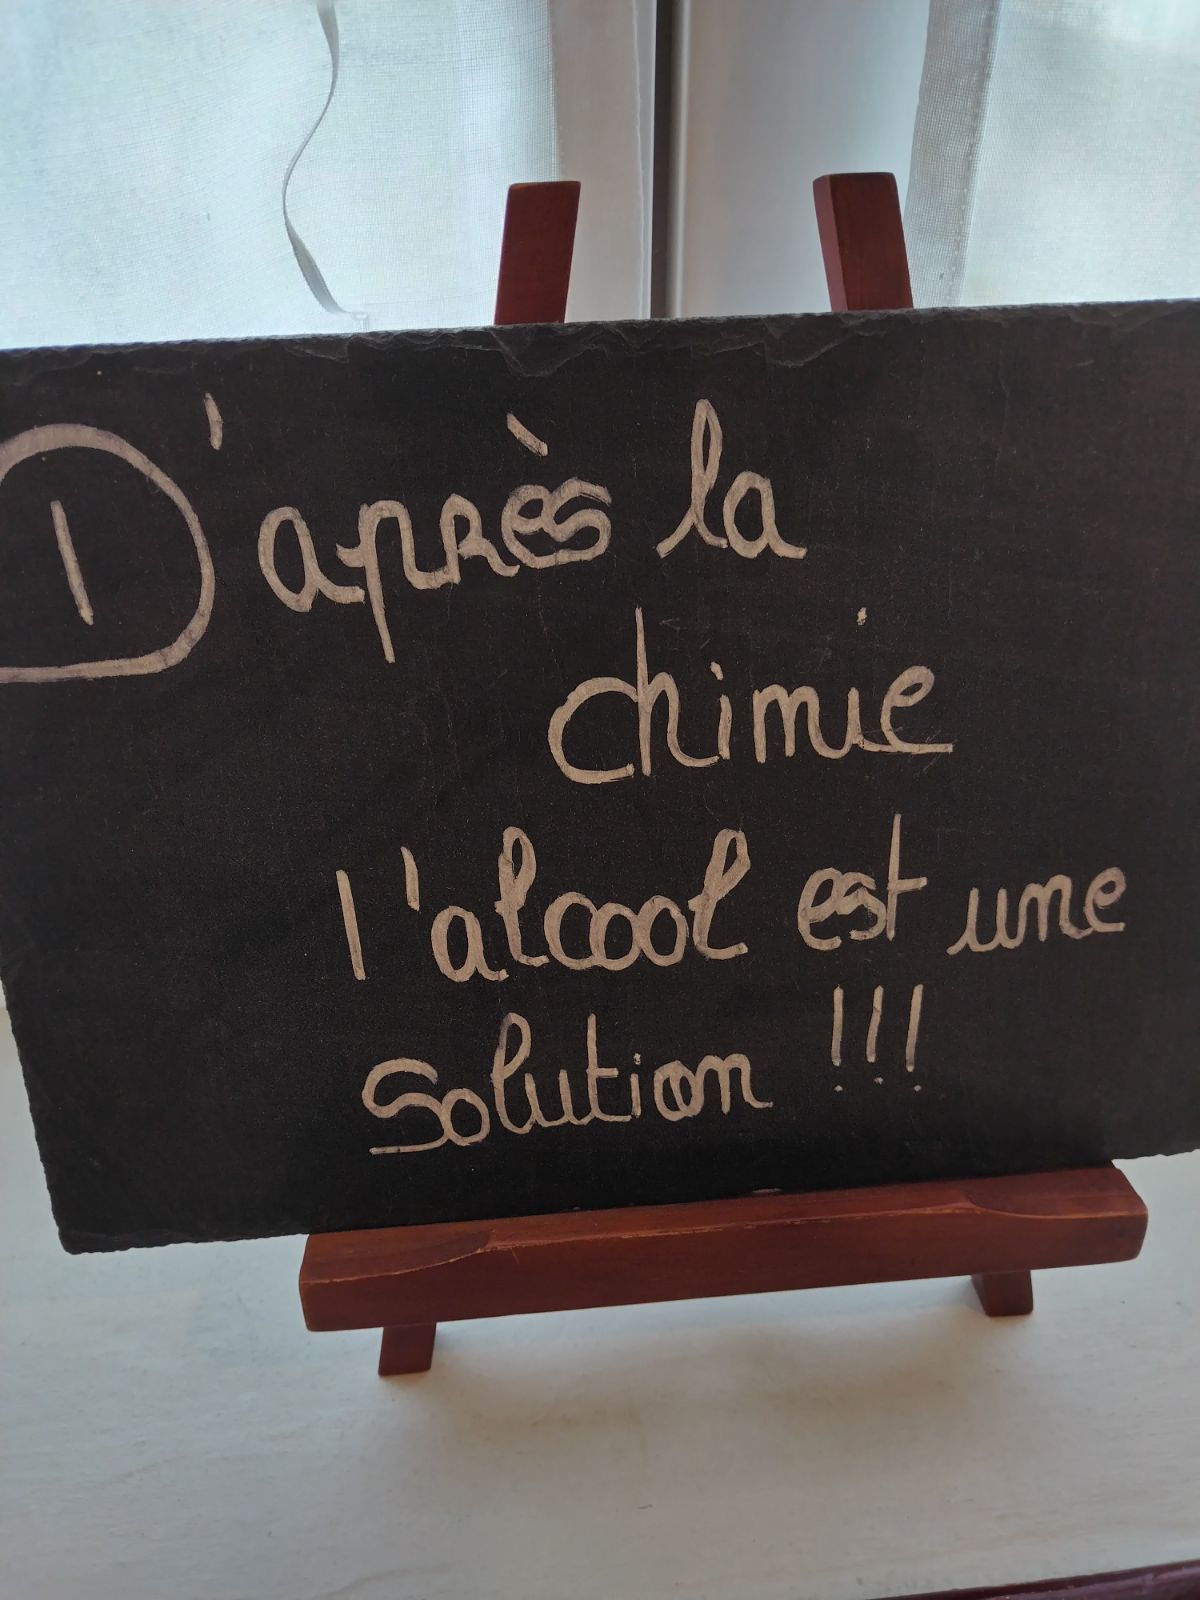 D'après la
chimie
l'alcool est une
solution !!!